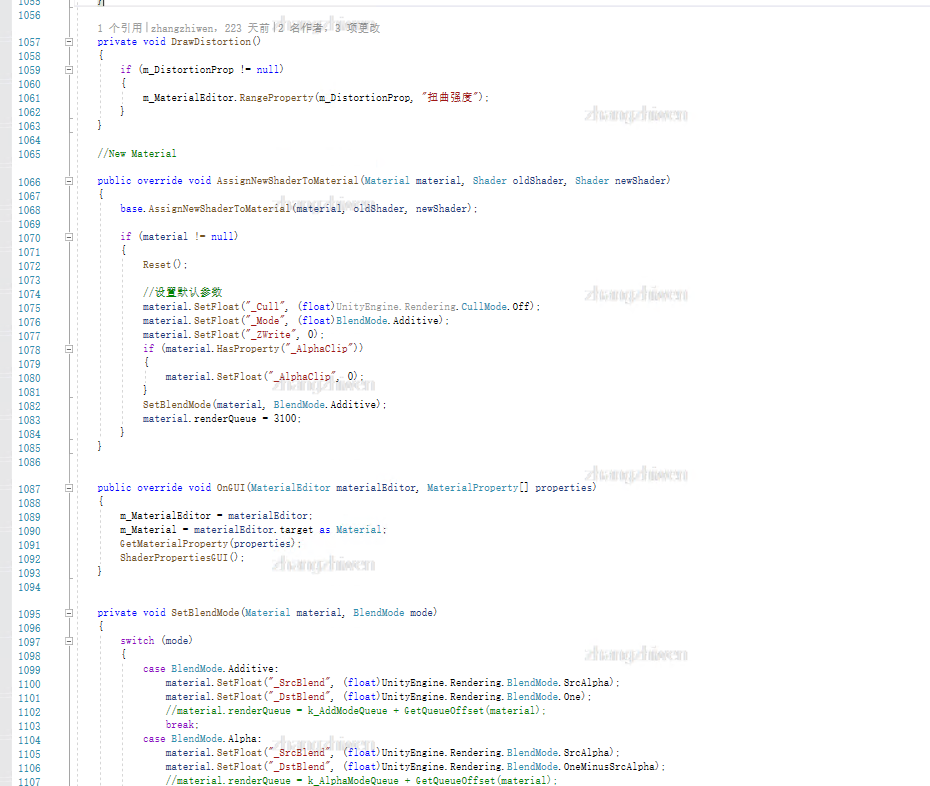 1055 }
1056
1 个引用|zhangzhiwen，223 天前|2 名作者，3 项更改
1057 private void DrawDistortion()
1058 {
1059 if (m_DistortionProp != null)
1060 {
1061 m_MaterialEditor.RangeProperty(m_DistortionProp, "扭曲强度");
1062 }
1063 }
1064
1065 //New Material
1066 public override void AssignNewShaderToMaterial(Material material, Shader oldShader, Shader newShader)
1067 {
1068 base.AssignNewShaderToMaterial(material, oldShader, newShader);
1069
1070 if (material != null)
1071 {
1072 Reset();
1073
1074 //设置默认参数
1075 material.SetFloat("_Cull", (float)UnityEngine.Rendering.CullMode.Off);
1076 material.SetFloat("_Mode", (float)BlendMode.Additive);
1077 material.SetFloat("_ZWrite", 0);
1078 if (material.HasProperty("_AlphaClip"))
1079 {
1080 material.SetFloat("_AlphaClip", 0);
1081 }
1082 SetBlendMode(material, BlendMode.Additive);
1083 material.renderQueue = 3100;
1084 }
1085 }
1086
1087 public override void OnGUI(MaterialEditor materialEditor, MaterialProperty[] properties)
1088 {
1089 m_MaterialEditor = materialEditor;
1090 m_Material = materialEditor.target as Material;
1091 GetMaterialProperty(properties);
1092 ShaderPropertiesGUI();
1093 }
1094
1095 private void SetBlendMode(Material material, BlendMode mode)
1096 {
1097 switch (mode)
1098 {
1099 case BlendMode.Additive:
1100 material.SetFloat("_SrcBlend", (float)UnityEngine.Rendering.BlendMode.SrcAlpha);
1101 material.SetFloat("_DstBlend", (float)UnityEngine.Rendering.BlendMode.One);
1102 //material.renderQueue = k_AddModeQueue + GetQueueOffset(material);
1103 break;
1104 case BlendMode.Alpha:
1105 material.SetFloat("_SrcBlend", (float)UnityEngine.Rendering.BlendMode.SrcAlpha);
1106 material.SetFloat("_DstBlend", (float)UnityEngine.Rendering.BlendMode.OneMinusSrcAlpha);
1107 //material.renderQueue = k_AlphaModeQueue + GetQueueOffset(material);
zhangzhiwen
zhangzhiwen
zhangzhiwen
zhangzhiwen
zhangzhiwen
zhangzhiwen
zhangzhiwen
zhangzhiwen
zhangzhiwen